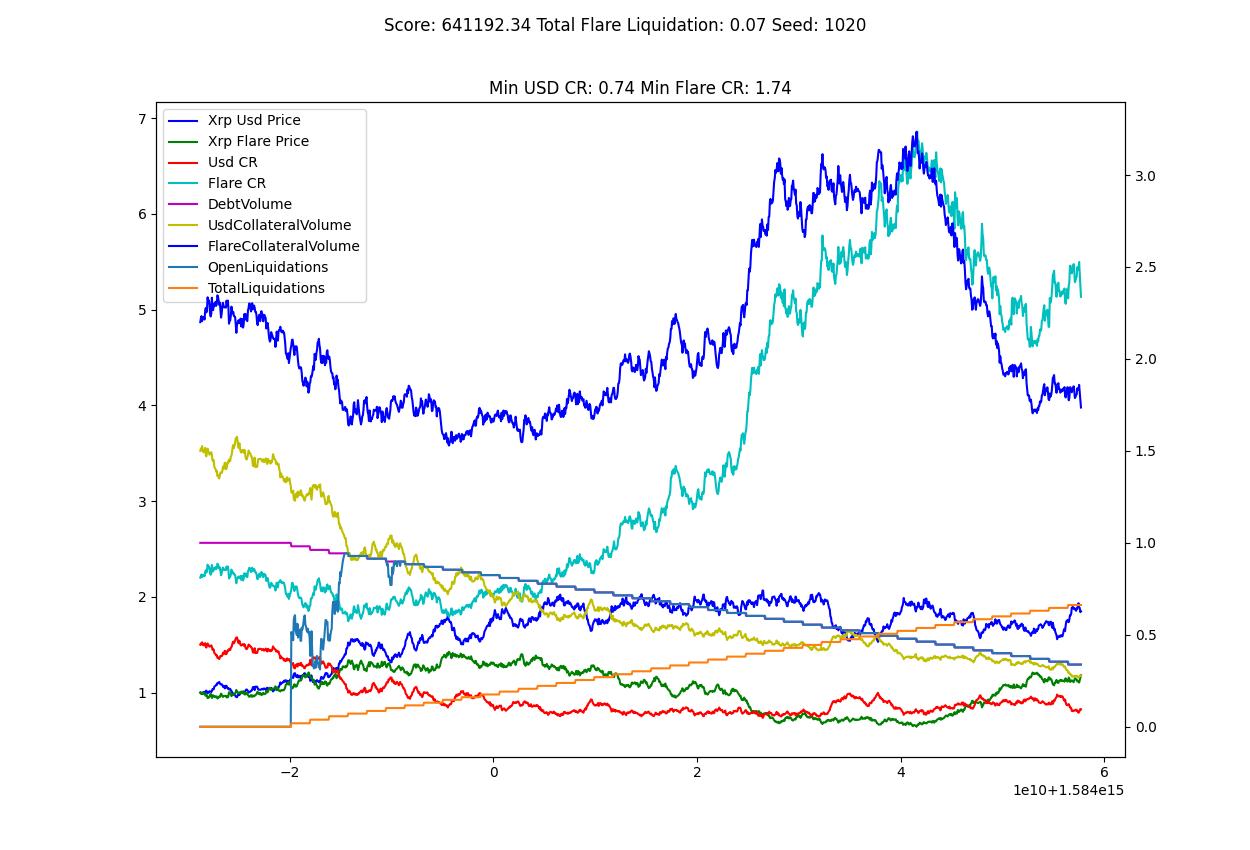 Score: 641192.34 Total Flare Liquidation: 0.07 Seed: 1020
Min USD CR: 0.74 Min Flare CR: 1.74
Xrp Usd Price
Xrp Flare Price
Usd CR
Flare CR
DebtVolume
UsdCollateralVolume
FlareCollateralVolume
OpenLiquidations
TotalLiquidations
7
6
5
4
3
2
1
3.0
2.5
2.0
1.5
1.0
0.5
0.0
−2
0
2
4
6
1e10+1.584e15